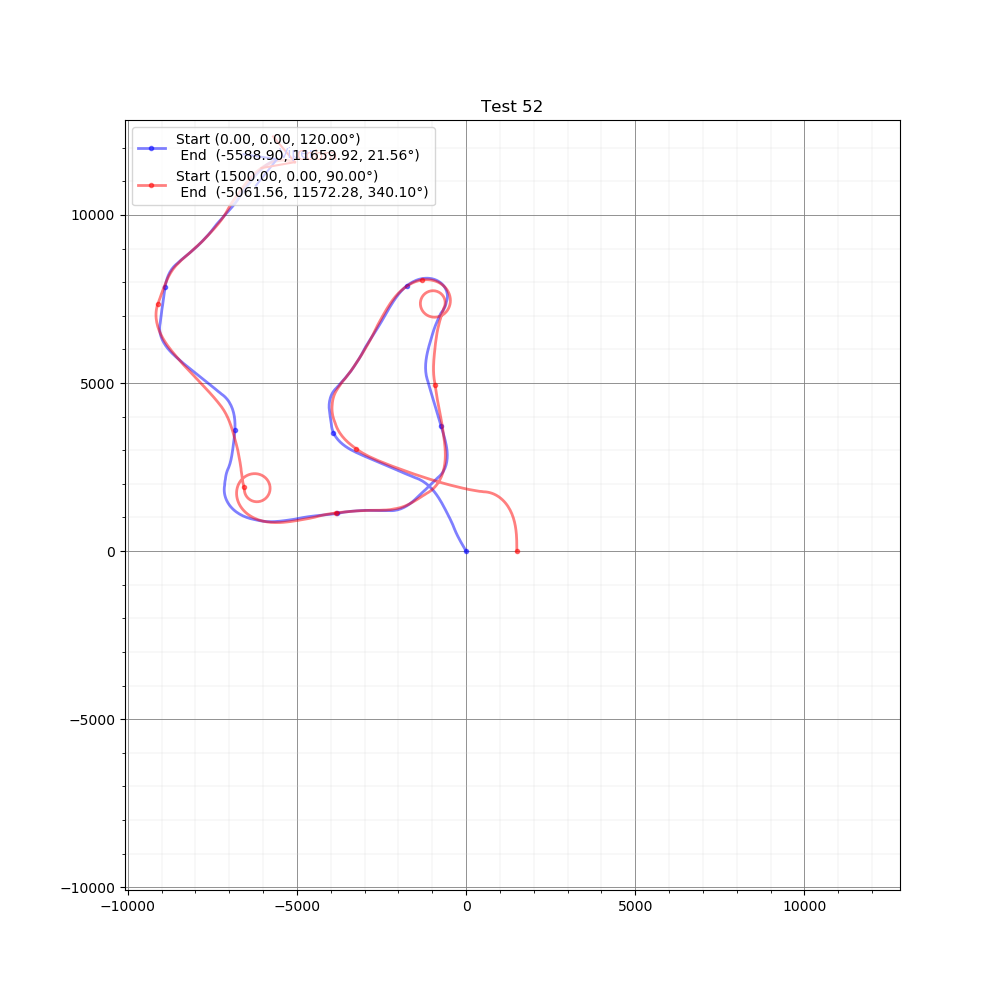 Test 52
Start (0.00, 0.00, 120.00°)
End  (-5588.90, 11659.92, 21.56°)
Start (1500.00, 0.00, 90.00°)
End  (-5061.56, 11572.28, 340.10°)
10000
5000
0
−5000
−10000
−10000 −5000 0 5000 10000